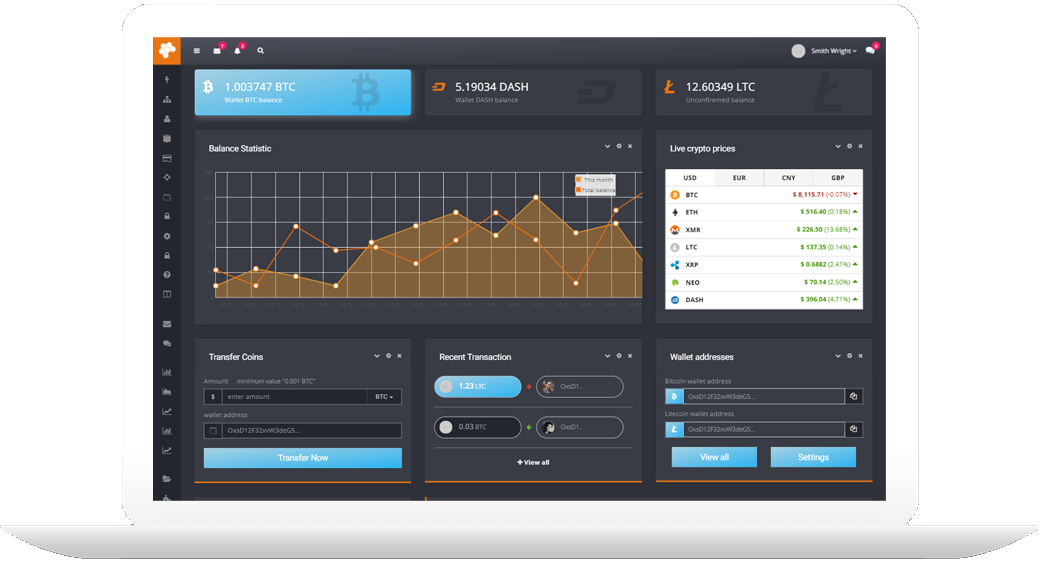 7
3
Smith Wright
1.003747 BTC
Wallet BTC balance
5.19034 DASH
Wallet DASH balance
12.60349 LTC
Unconfiremed balance
Balance Statistic
This month
Total balance
Live crypto prices
USD EUR CNY GBP
BTC $ 8,115.71 (-0.07%)
ETH $ 516.40 (0.18%)
XMR $ 226.50 (13.68%)
LTC $ 137.35 (0.14%)
XRP $ 0.6882 (2.41%)
NEO $ 70.14 (2.50%)
DASH $ 396.04 (4.71%)
Transfer Coins
Amount minimum value "0.001 BTC"
$ enter amount BTC
wallet address
OxsD12F32xvW3deG5...
Transfer Now
Recent Transaction
1.23 LTC OxsD1...
0.03 BTC OxsD1...
View all
Wallet addresses
Bitcoin wallet address
OxsD12F32xvW3deG5...
Litecoin wallet address
OxsD12F32xvW3deG5...
View all Settings